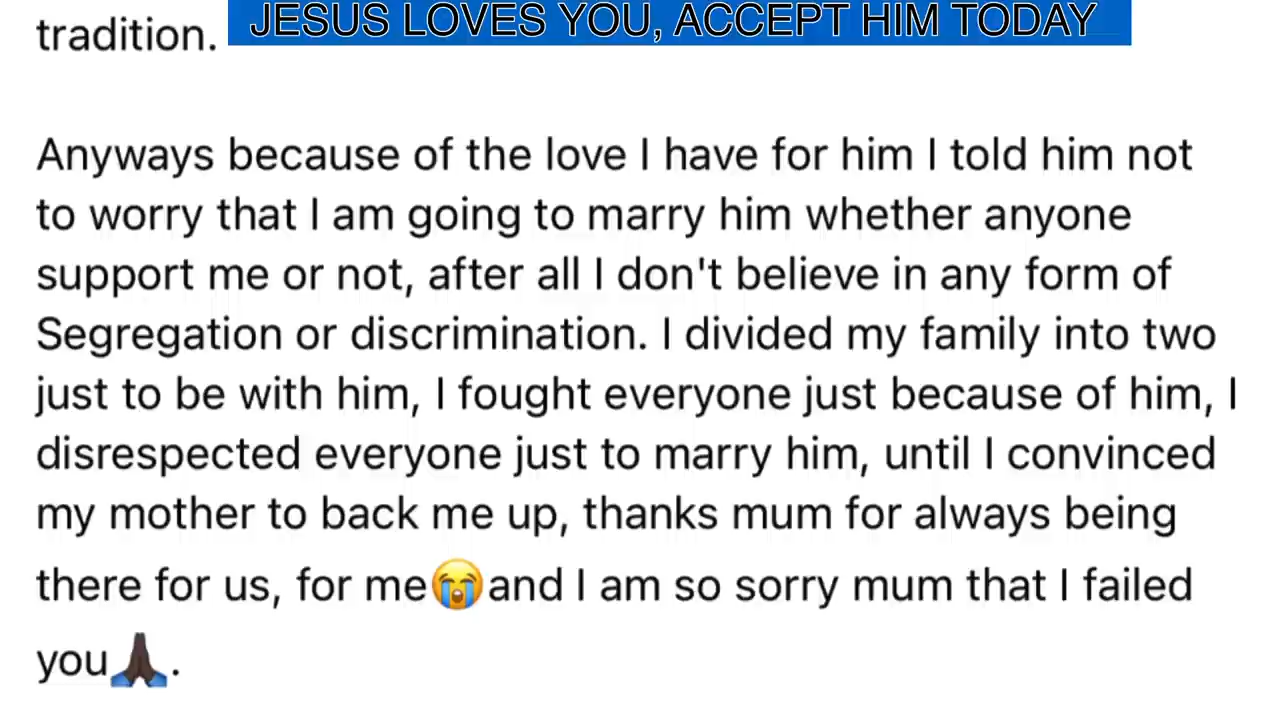 JESUS LOVES YOU, ACCEPT HIM TODAY
tradition.
Anyways because of the love I have for him I told him not
to worry that I am going to marry him whether anyone
support me or not, after all I don't believe in any form of
Segregation or discrimination. I divided my family into two
just to be with him, I fought everyone just because of him, I
disrespected everyone just to marry him, until I convinced
my mother to back me up, thanks mum for always being
there for us, for me😭and I am so sorry mum that I failed
you🙏🏿.